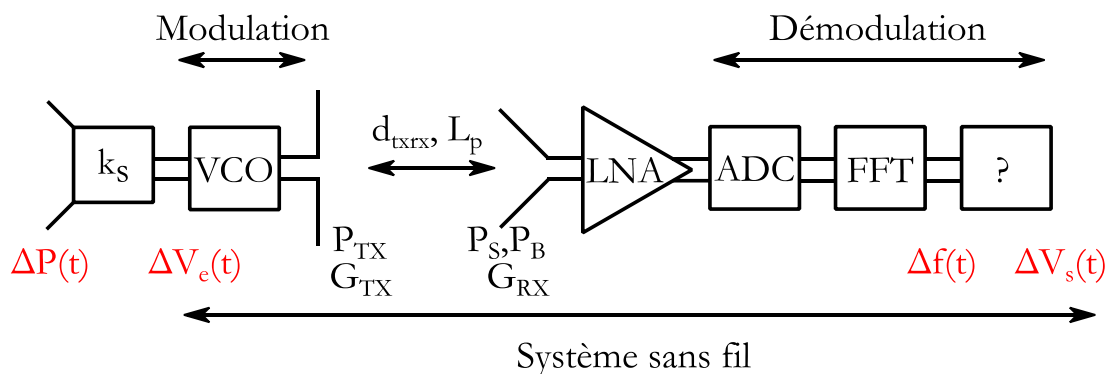 Modulation Démodulation
d_txrx, L_p
k_s VCO LNA ADC FFT ?
P_TX P_S,P_B
ΔP(t) ΔV_e(t) Δf(t) ΔV_s(t)
G_TX G_RX
Système sans fil